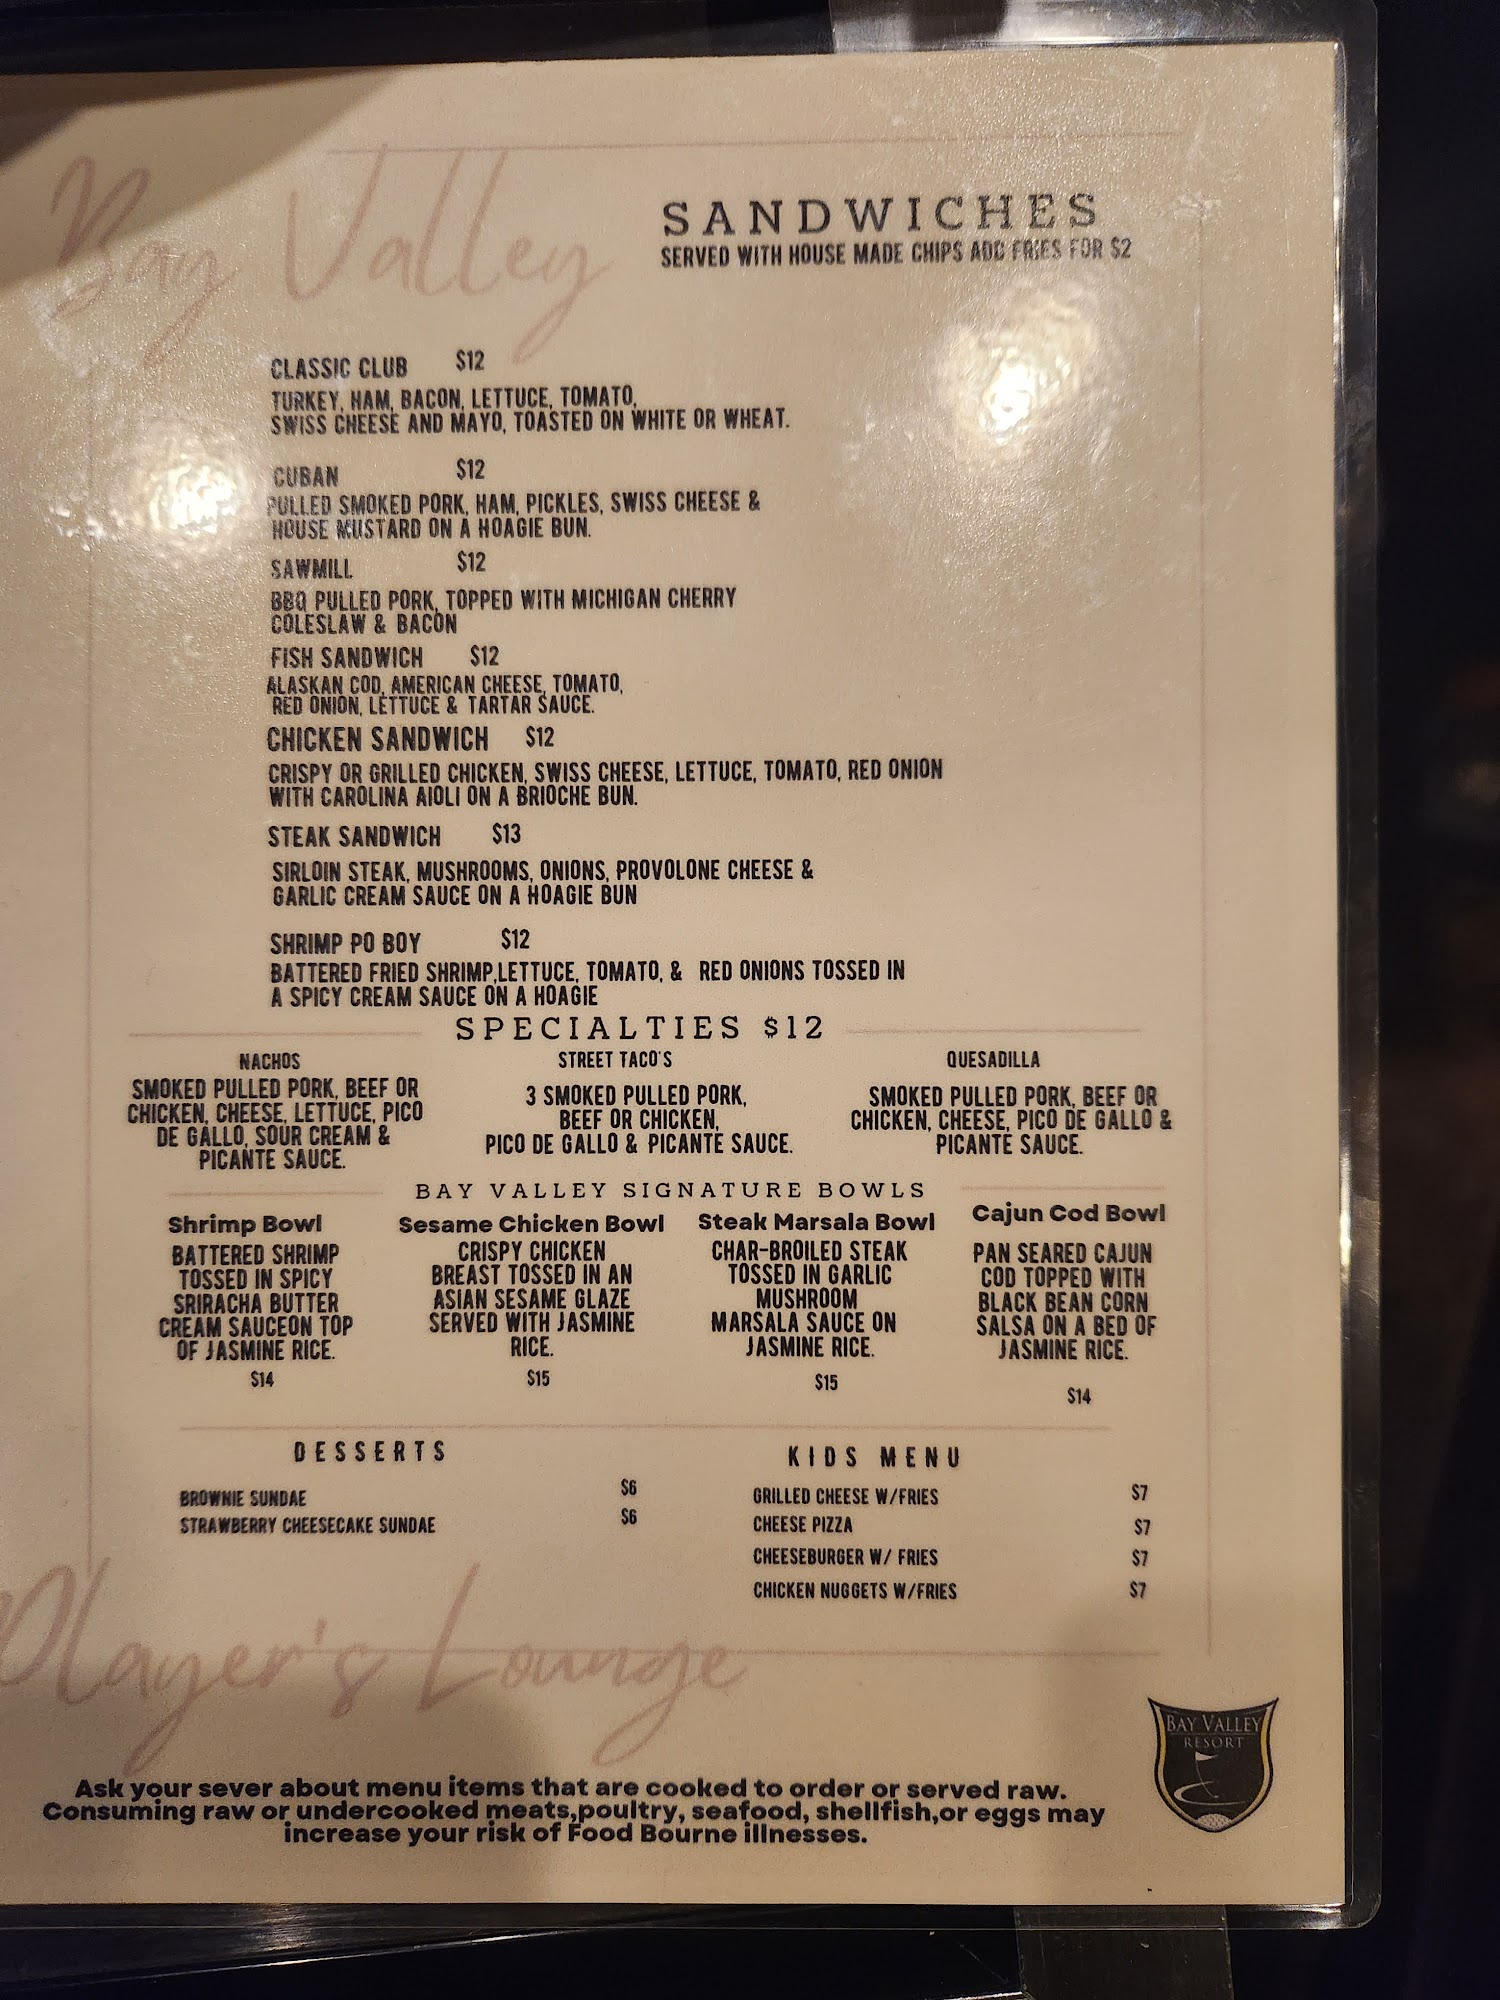 Bay Valley
SANDWICHES
SERVED WITH HOUSE MADE CHIPS ADD FRIES FOR $2
CLASSIC CLUB $12
TURKEY, HAM, BACON, LETTUCE, TOMATO,
SWISS CHEESE AND MAYO, TOASTED ON WHITE OR WHEAT.
CUBAN $12
PULLED SMOKED PORK, HAM, PICKLES, SWISS CHEESE &
HOUSE MUSTARD ON A HOAGIE BUN.
SAWMILL $12
BBQ PULLED PORK, TOPPED WITH MICHIGAN CHERRY
COLESLAW & BACON
FISH SANDWICH $12
ALASKAN COD, AMERICAN CHEESE, TOMATO,
RED ONION, LETTUCE & TARTAR SAUCE.
CHICKEN SANDWICH $12
CRISPY OR GRILLED CHICKEN, SWISS CHEESE, LETTUCE, TOMATO, RED ONION
WITH CAROLINA AIOLI ON A BRIOCHE BUN.
STEAK SANDWICH $13
SIRLOIN STEAK, MUSHROOMS, ONIONS, PROVOLONE CHEESE &
GARLIC CREAM SAUCE ON A HOAGIE BUN
SHRIMP PO BOY $12
BATTERED FRIED SHRIMP,LETTUCE, TOMATO, & RED ONIONS TOSSED IN
A SPICY CREAM SAUCE ON A HOAGIE
SPECIALTIES $12
NACHOS
SMOKED PULLED PORK, BEEF OR
CHICKEN, CHEESE, LETTUCE, PICO
DE GALLO, SOUR CREAM &
PICANTE SAUCE.
STREET TACO'S
3 SMOKED PULLED PORK,
BEEF OR CHICKEN,
PICO DE GALLO & PICANTE SAUCE.
QUESADILLA
SMOKED PULLED PORK, BEEF OR
CHICKEN, CHEESE, PICO DE GALLO &
PICANTE SAUCE.
BAY VALLEY SIGNATURE BOWLS
Shrimp Bowl
BATTERED SHRIMP
TOSSED IN SPICY
SRIRACHA BUTTER
CREAM SAUCEON TOP
OF JASMINE RICE.
$14
Sesame Chicken Bowl
CRISPY CHICKEN
BREAST TOSSED IN AN
ASIAN SESAME GLAZE
SERVED WITH JASMINE
RICE.
$15
Steak Marsala Bowl
CHAR-BROILED STEAK
TOSSED IN GARLIC
MUSHROOM
MARSALA SAUCE ON
JASMINE RICE.
$15
Cajun Cod Bowl
PAN SEARED CAJUN
COD TOPPED WITH
BLACK BEAN CORN
SALSA ON A BED OF
JASMINE RICE.
$14
DESSERTS
BROWNIE SUNDAE $6
STRAWBERRY CHEESECAKE SUNDAE $6
KIDS MENU
GRILLED CHEESE W/FRIES $7
CHEESE PIZZA $7
CHEESEBURGER W/ FRIES $7
CHICKEN NUGGETS W/FRIES $7
Player's Lounge
BAY VALLEY
RESORT
Ask your sever about menu items that are cooked to order or served raw.
Consuming raw or undercooked meats,poultry, seafood, shellfish,or eggs may
increase your risk of Food Bourne illnesses.